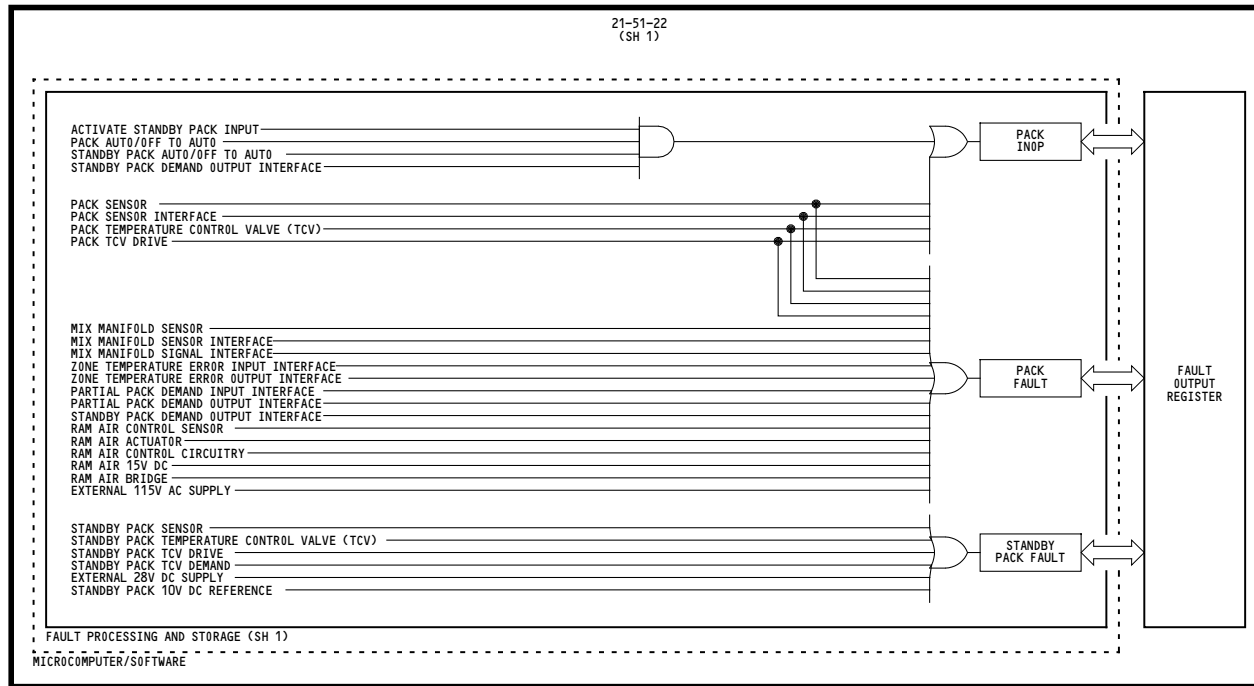 21-51-22
(SH 1)
ACTIVATE STANDBY PACK INPUT
PACK AUTO/OFF TO AUTO
STANDBY PACK AUTO/OFF TO AUTO
STANDBY PACK DEMAND OUTPUT INTERFACE
PACK
INOP
PACK SENSOR
PACK SENSOR INTERFACE
PACK TEMPERATURE CONTROL VALVE (TCV)
PACK TCV DRIVE
MIX MANIFOLD SENSOR
MIX MANIFOLD SENSOR INTERFACE
MIX MANIFOLD SIGNAL INTERFACE
ZONE TEMPERATURE ERROR INPUT INTERFACE
ZONE TEMPERATURE ERROR OUTPUT INTERFACE
PARTIAL PACK DEMAND INPUT INTERFACE
PARTIAL PACK DEMAND OUTPUT INTERFACE
STANDBY PACK DEMAND OUTPUT INTERFACE
RAM AIR CONTROL SENSOR
RAM AIR ACTUATOR
RAM AIR CONTROL CIRCUITRY
RAM AIR 15V DC
RAM AIR BRIDGE
EXTERNAL 115V AC SUPPLY
PACK
FAULT
FAULT
OUTPUT
REGISTER
STANDBY PACK SENSOR
STANDBY PACK TEMPERATURE CONTROL VALVE (TCV)
STANDBY PACK TCV DRIVE
STANDBY PACK TCV DEMAND
EXTERNAL 28V DC SUPPLY
STANDBY PACK 10V DC REFERENCE
STANDBY
PACK FAULT
FAULT PROCESSING AND STORAGE (SH 1)
MICROCOMPUTER/SOFTWARE